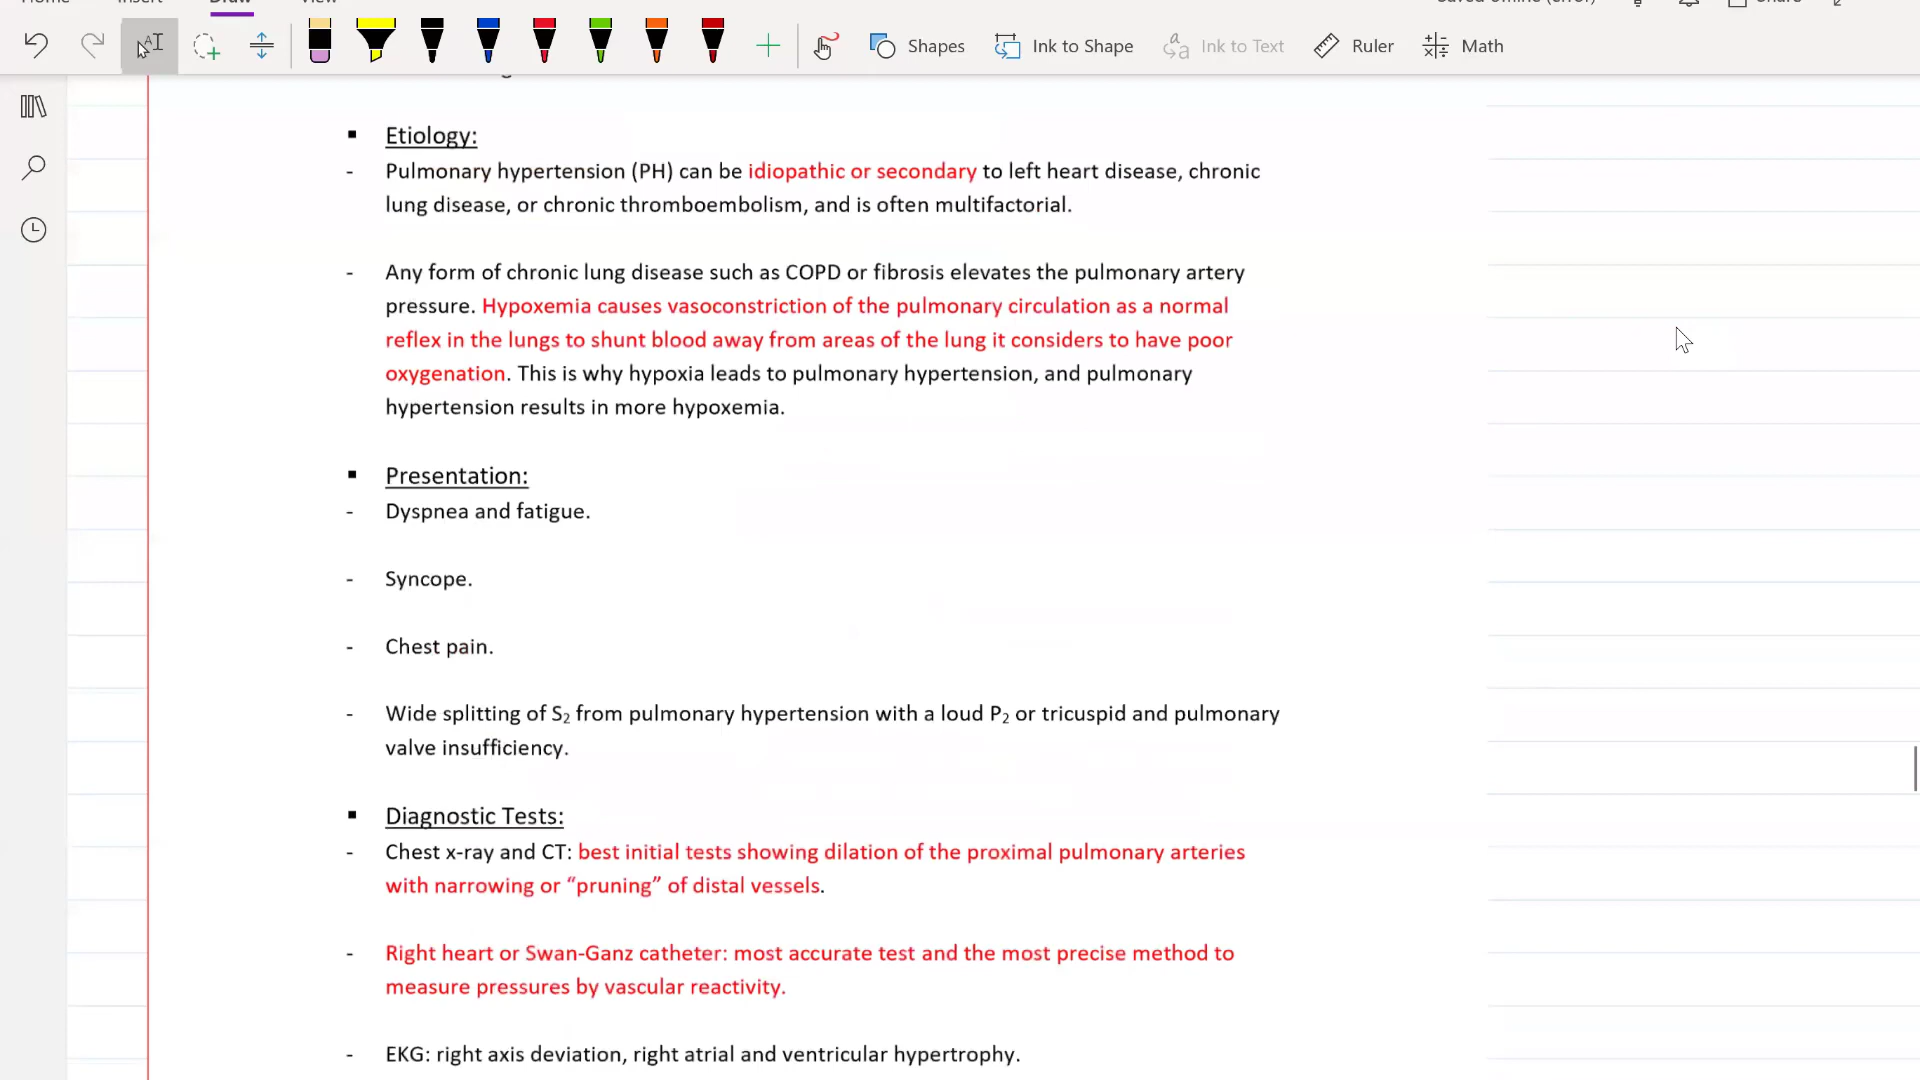 Home Insert Draw View Saved offline (error) Share
Shapes Ink to Shape Ink to Text Ruler Math
▪ Etiology:
- Pulmonary hypertension (PH) can be idiopathic or secondary to left heart disease, chronic
lung disease, or chronic thromboembolism, and is often multifactorial.
- Any form of chronic lung disease such as COPD or fibrosis elevates the pulmonary artery
pressure. Hypoxemia causes vasoconstriction of the pulmonary circulation as a normal
reflex in the lungs to shunt blood away from areas of the lung it considers to have poor
oxygenation. This is why hypoxia leads to pulmonary hypertension, and pulmonary
hypertension results in more hypoxemia.
▪ Presentation:
- Dyspnea and fatigue.
- Syncope.
- Chest pain.
- Wide splitting of S₂ from pulmonary hypertension with a loud P₂ or tricuspid and pulmonary
valve insufficiency.
▪ Diagnostic Tests:
- Chest x-ray and CT: best initial tests showing dilation of the proximal pulmonary arteries
with narrowing or “pruning” of distal vessels.
- Right heart or Swan-Ganz catheter: most accurate test and the most precise method to
measure pressures by vascular reactivity.
- EKG: right axis deviation, right atrial and ventricular hypertrophy.